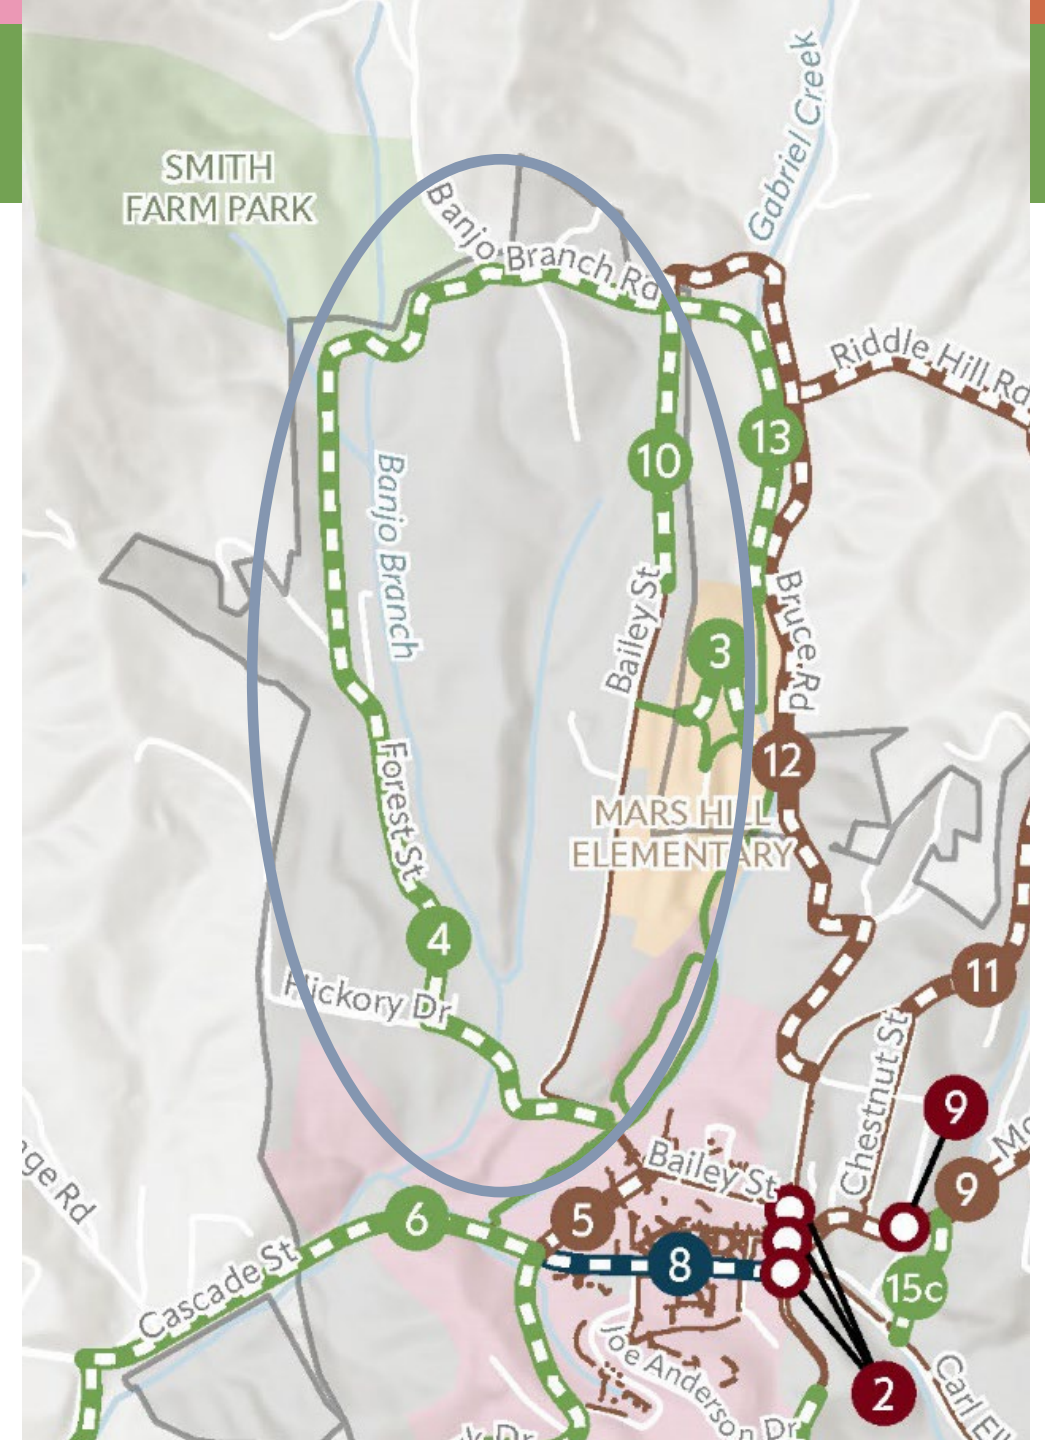 Gabriel Creek
SMITH
FARM PARK
Banjo Branch Rd
Riddle Hill Rd
13
10
Banjo Branch
Bailey St
Bruce Rd
3
12
Forest St
MARS HILL
ELEMENTARY
4
11
Hickory Dr
Chestnut St
9
Bailey St
9
6
5
8
15c
Cascade St
Joe Anderson Dr
2